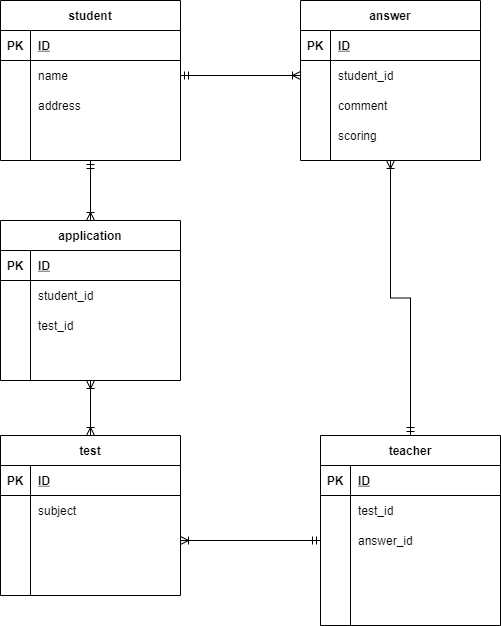 student
PK ID
name
address
answer
PK ID
student_id
comment
scoring
application
PK ID
student_id
test_id
test
PK ID
subject
teacher
PK ID
test_id
answer_id